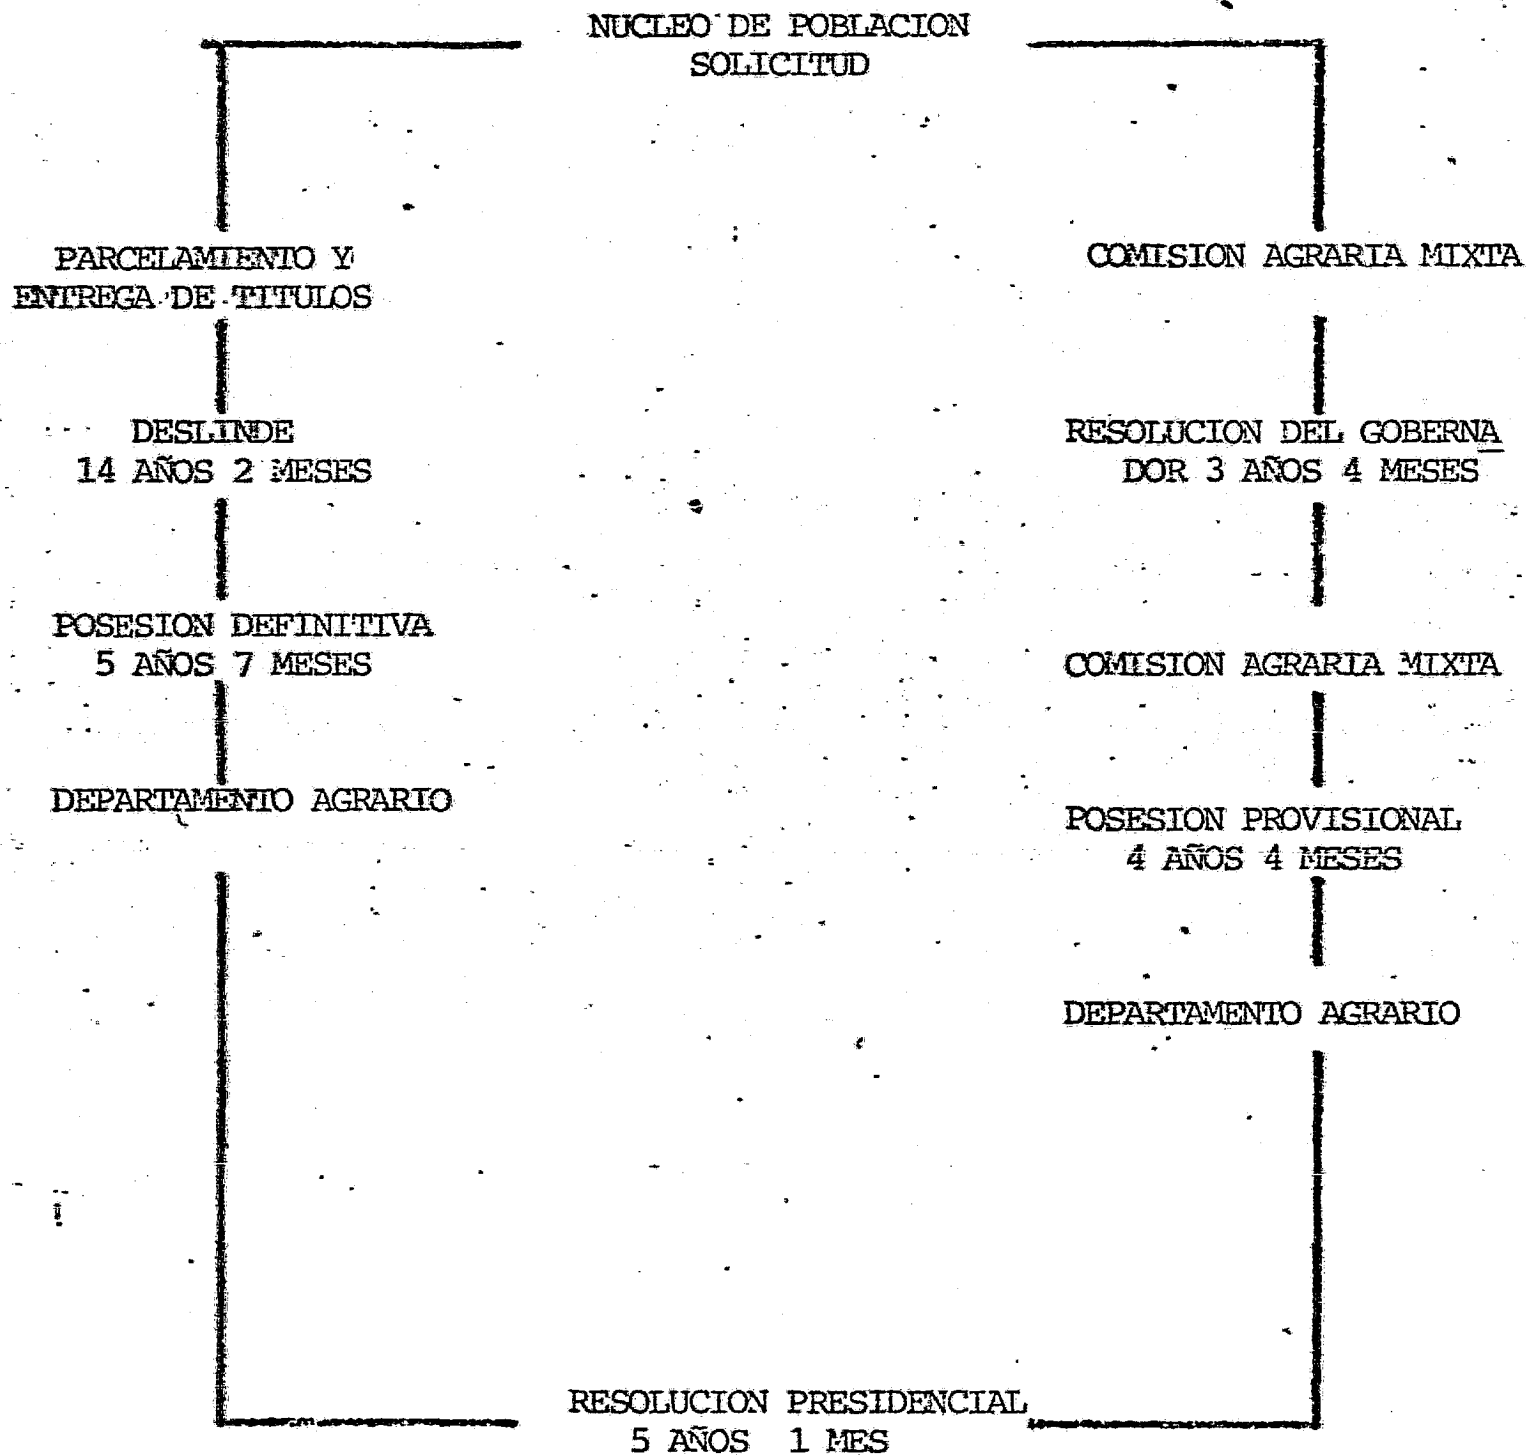 NUCLEO DE POBLACION
SOLICITUD
PARCELAMIENTO Y
ENTREGA DE TITULOS
COMISION AGRARIA MIXTA
DESLINDE
14 AÑOS 2 MESES
RESOLUCION DEL GOBERNA
DOR 3 AÑOS 4 MESES
POSESION DEFINITIVA
5 AÑOS 7 MESES
COMISION AGRARIA MIXTA
DEPARTAMENTO AGRARIO
POSESION PROVISIONAL
4 AÑOS 4 MESES
DEPARTAMENTO AGRARIO
RESOLUCION PRESIDENCIAL
5 AÑOS 1 MES